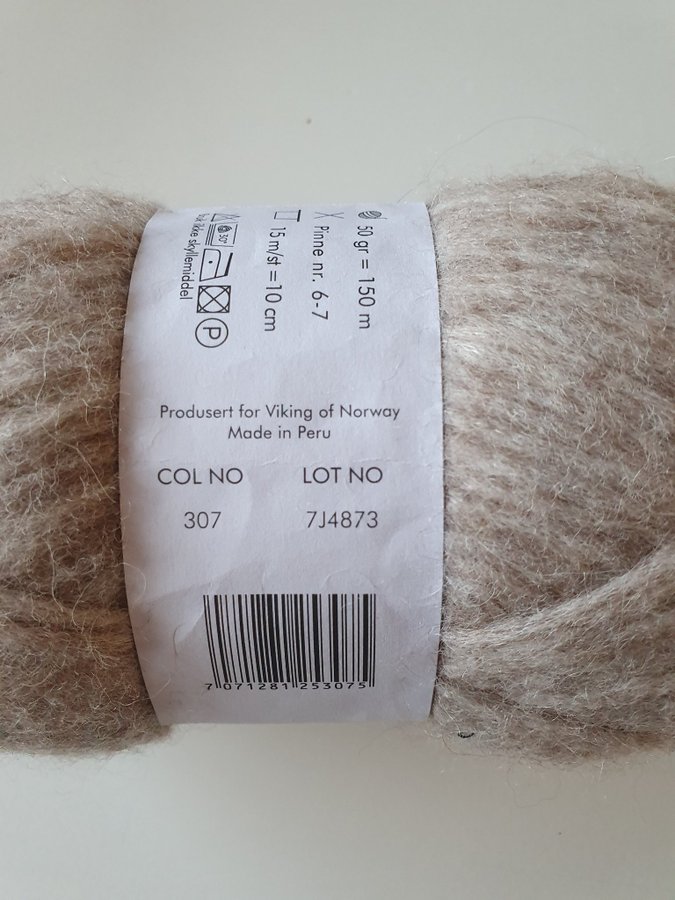 50 gr = 150 m
Pinne nr. 6-7
15 m/st = 10 cm
30°
P
ikke skyllemiddel
Produsert for Viking of Norway
Made in Peru
COL NO LOT NO
307 7J4873
7 071281 253075